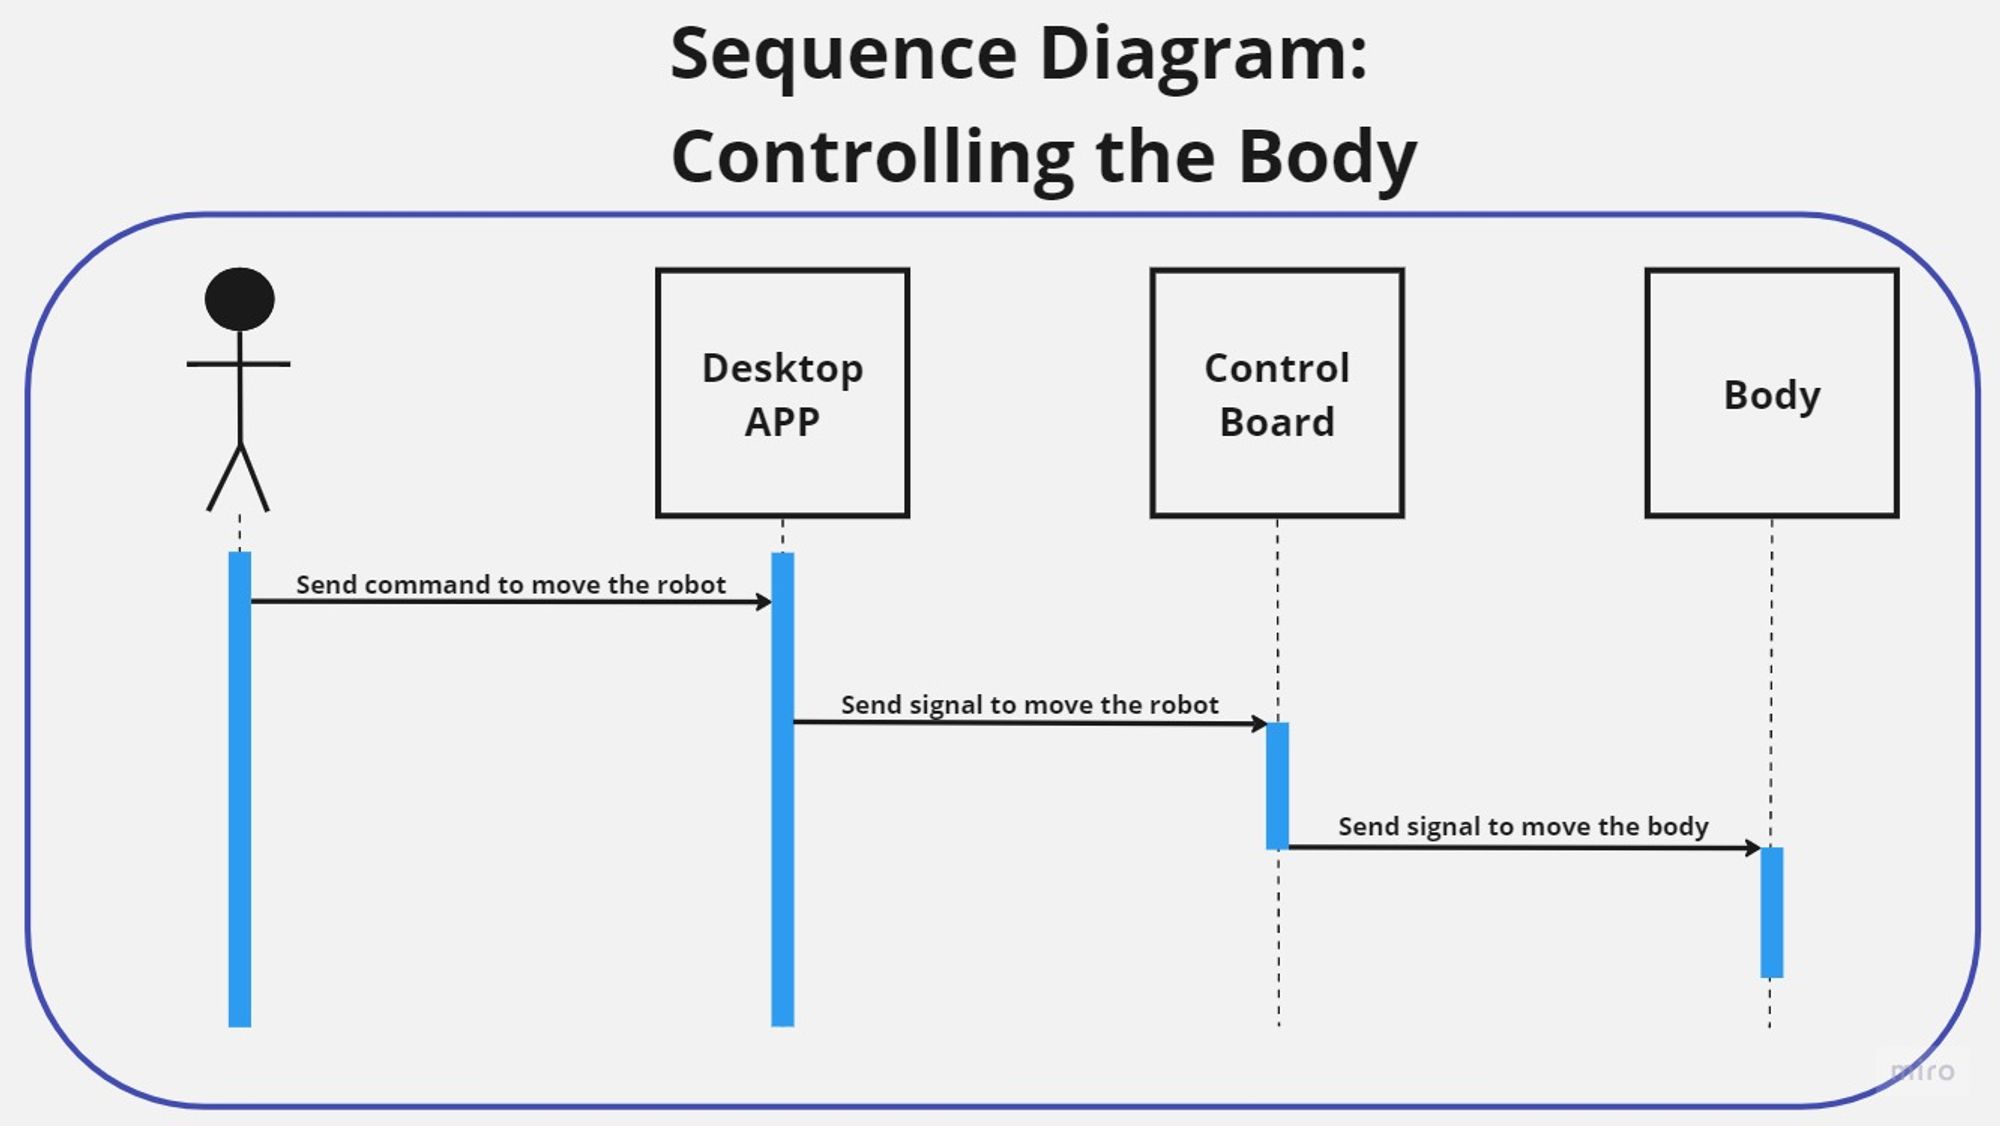 Sequence Diagram:
Controlling the Body
Desktop
APP
Control
Board
Body
Send command to move the robot
Send signal to move the robot
Send signal to move the body
miro